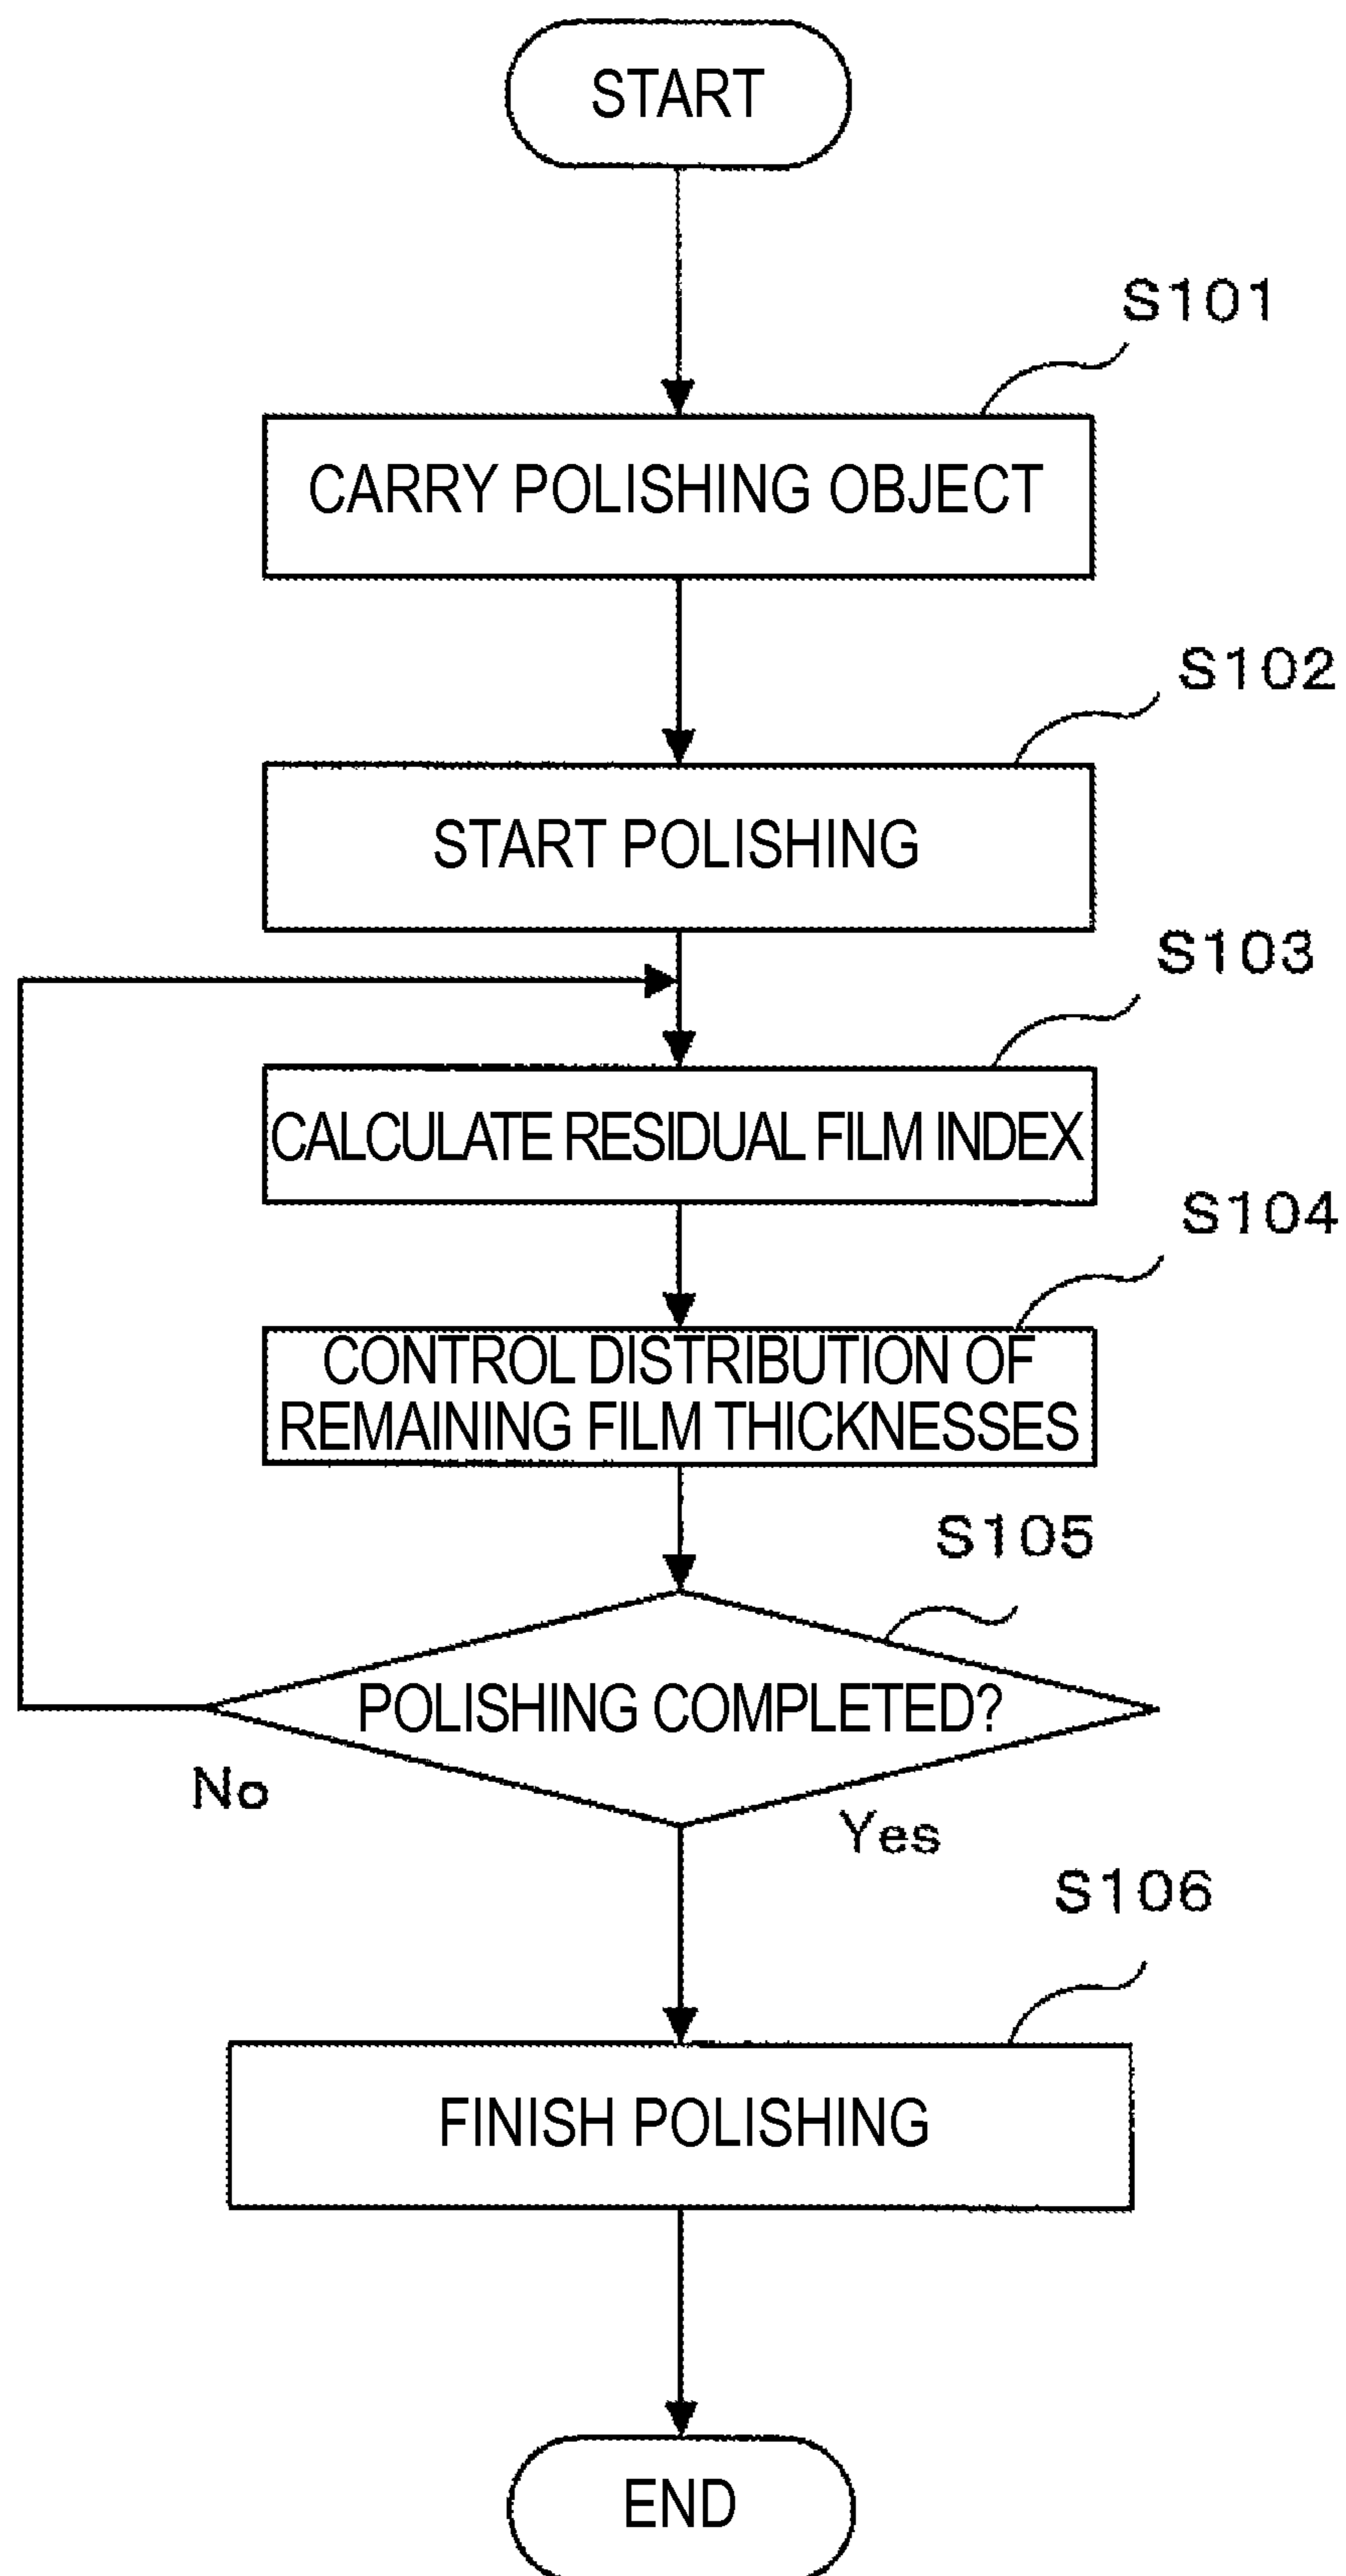 START
S101
CARRY POLISHING OBJECT
S102
START POLISHING
S103
CALCULATE RESIDUAL FILM INDEX
S104
CONTROL DISTRIBUTION OF
REMAINING FILM THICKNESSES
S105
POLISHING COMPLETED?
No
Yes
S106
FINISH POLISHING
END